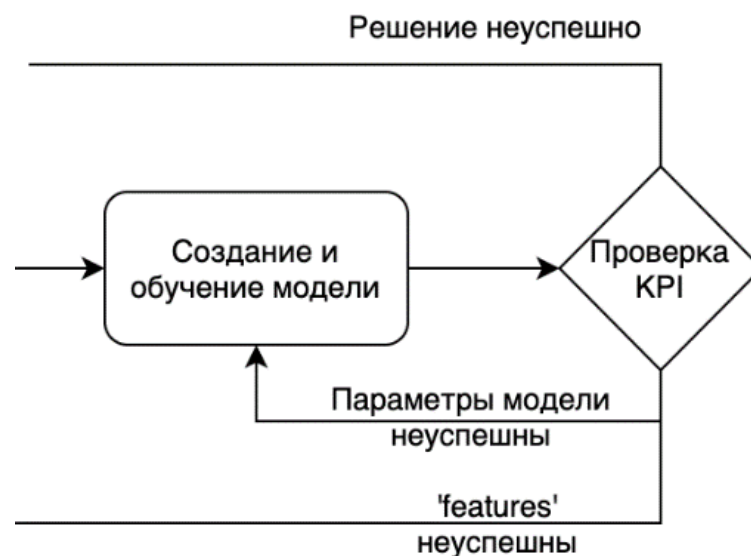 Решение неуспешно
Создание и
обучение модели
Проверка
KPI
Параметры модели
неуспешны
'features'
неуспешны